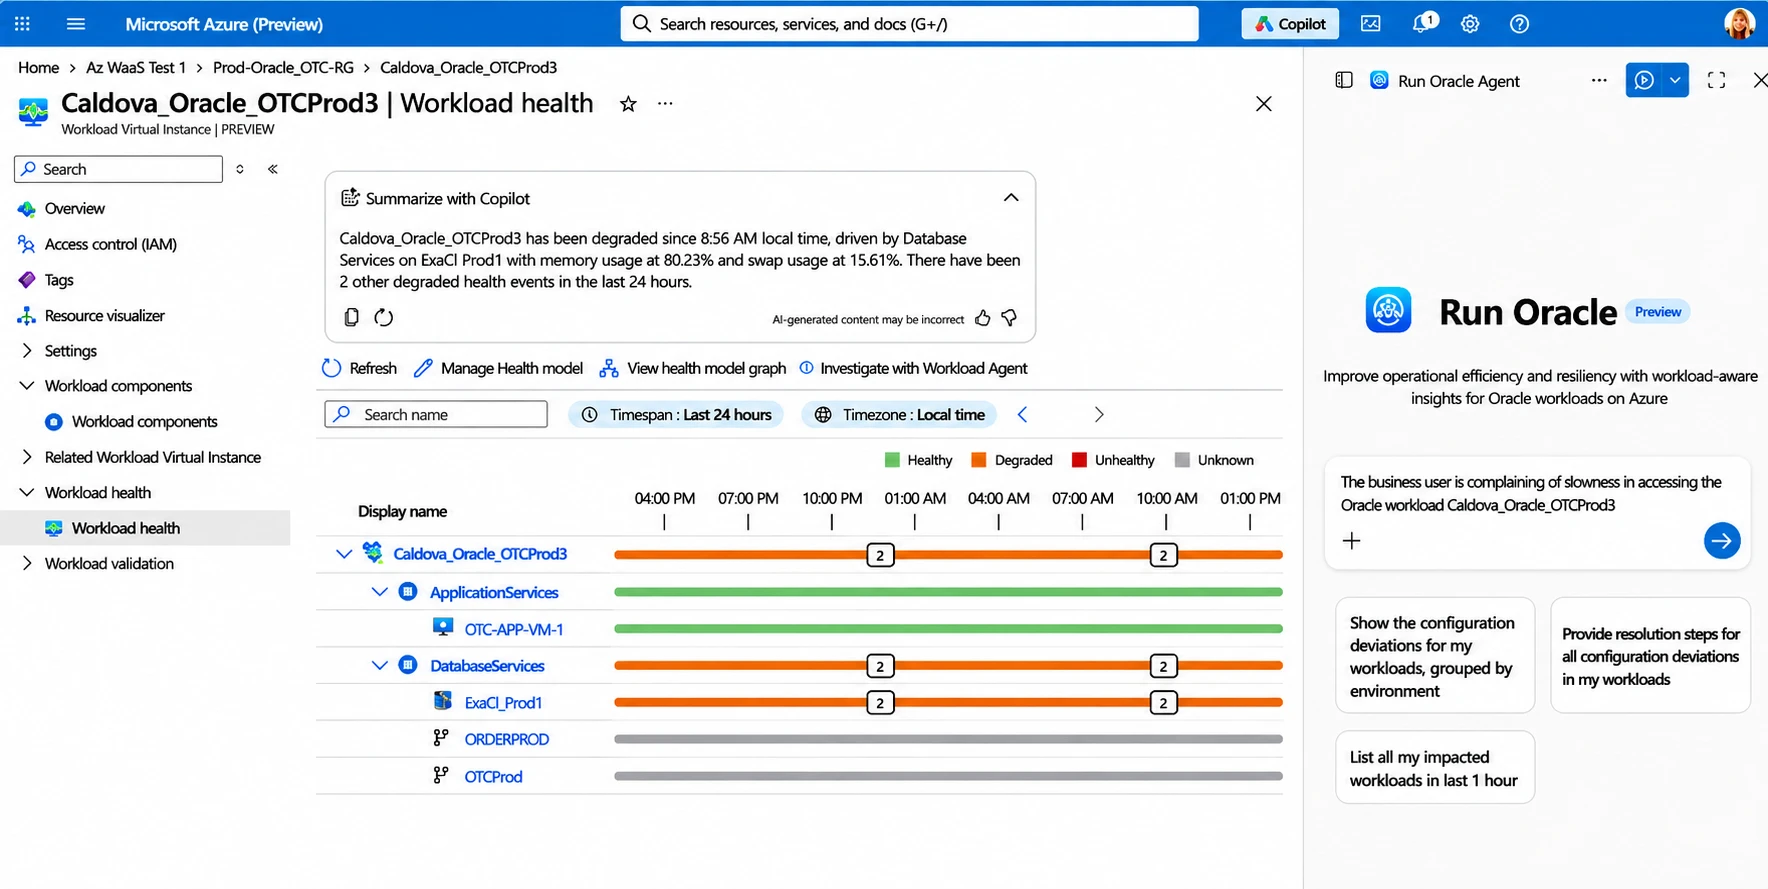 Microsoft Azure (Preview)
Search resources, services, and docs (G+/)
Copilot
1
Home > Az WaaS Test 1 > Prod-Oracle_OTC-RG > Caldova_Oracle_OTCProd3
Caldova_Oracle_OTCProd3 | Workload health
Workload Virtual Instance | PREVIEW
Search
Overview
Access control (IAM)
Tags
Resource visualizer
Settings
Workload components
Workload components
Related Workload Virtual Instance
Workload health
Workload health
Workload validation
Summarize with Copilot
Caldova_Oracle_OTCProd3 has been degraded since 8:56 AM local time, driven by Database
Services on ExaCl Prod1 with memory usage at 80.23% and swap usage at 15.61%. There have been
2 other degraded health events in the last 24 hours.
AI-generated content may be incorrect
Refresh
Manage Health model
View health model graph
Investigate with Workload Agent
Search name
Timespan : Last 24 hours
Timezone : Local time
Healthy
Degraded
Unhealthy
Unknown
Display name
04:00 PM 07:00 PM 10:00 PM 01:00 AM 04:00 AM 07:00 AM 10:00 AM 01:00 PM
Caldova_Oracle_OTCProd3
2 2
ApplicationServices
OTC-APP-VM-1
DatabaseServices
2 2
ExaCl_Prod1
2 2
ORDERPROD
OTCProd
Run Oracle Agent
Run Oracle
Preview
Improve operational efficiency and resiliency with workload-aware
insights for Oracle workloads on Azure
The business user is complaining of slowness in accessing the
Oracle workload Caldova_Oracle_OTCProd3
Show the configuration
deviations for my
workloads, grouped by
environment
Provide resolution steps for
all configuration deviations
in my workloads
List all my impacted
workloads in last 1 hour